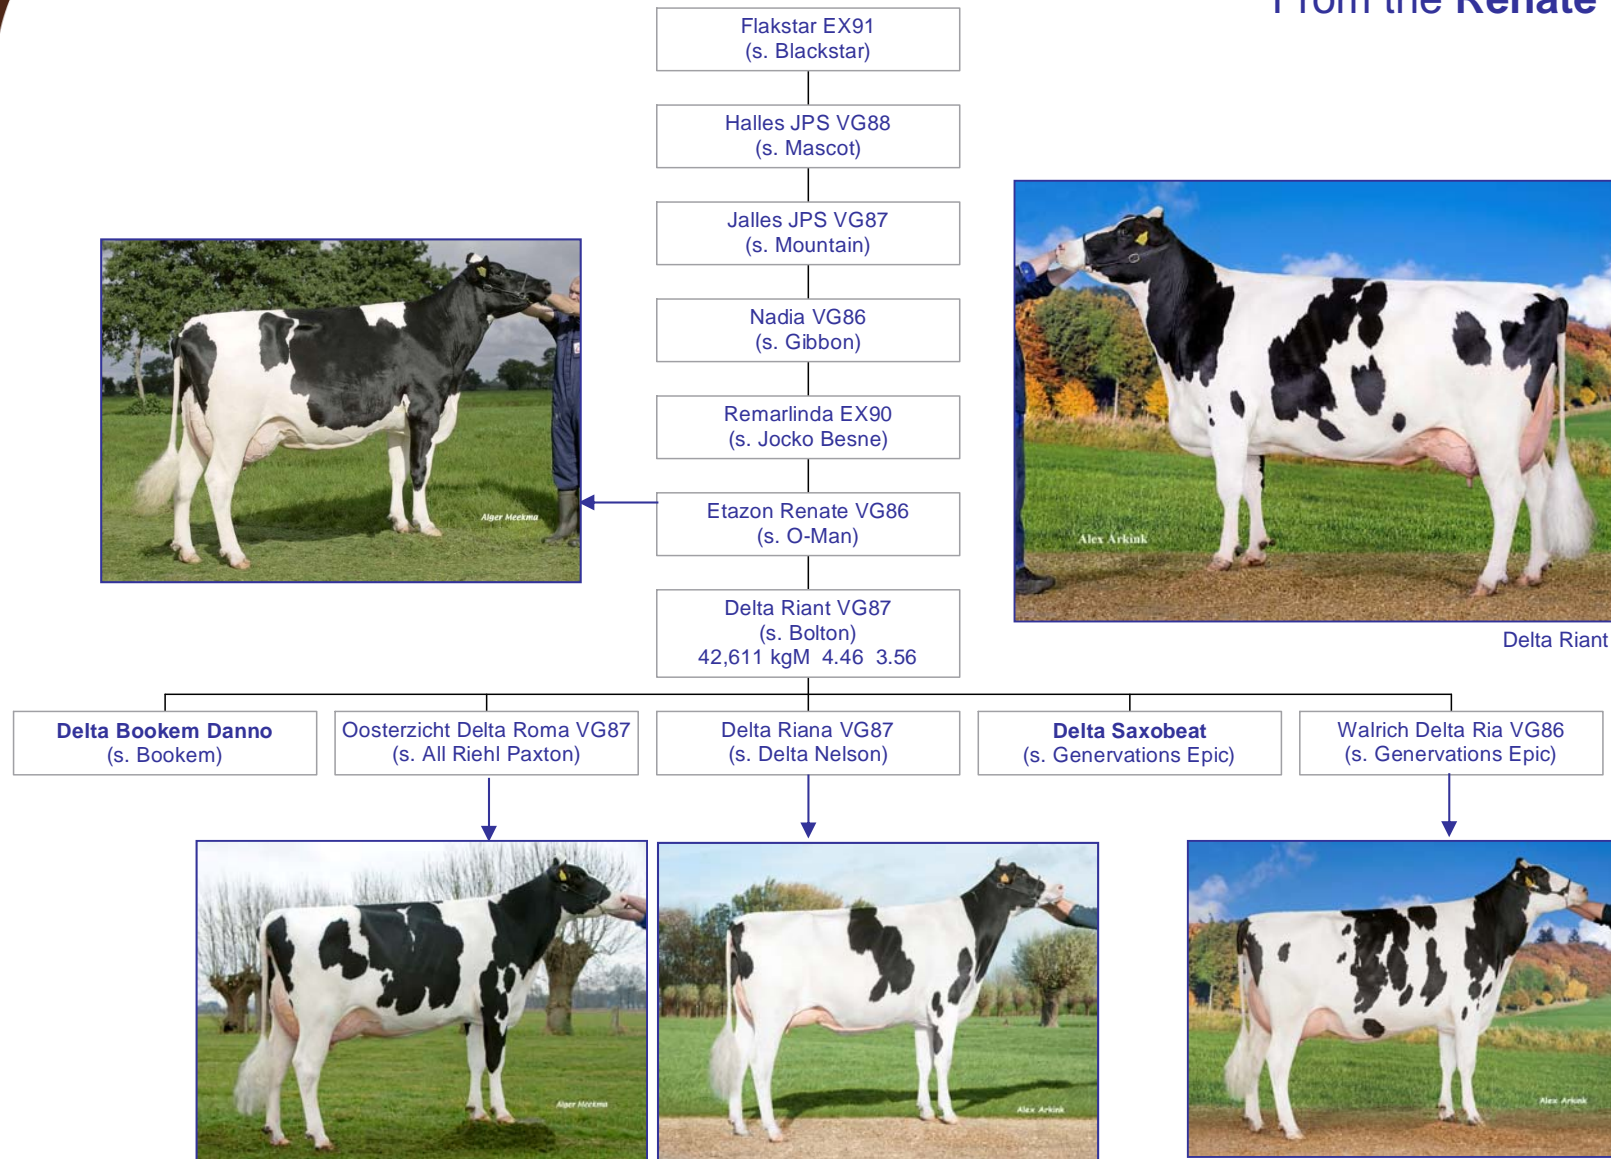 From the Renate
Flakstar EX91
(s. Blackstar)
Halles JPS VG88
(s. Mascot)
Jalles JPS VG87
(s. Mountain)
Nadia VG86
(s. Gibbon)
Remarlinda EX90
(s. Jocko Besne)
Etazon Renate VG86
(s. O-Man)
Alger Meekma
Alex Arkink
Delta Riant
Delta Riant VG87
(s. Bolton)
42,611 kgM 4.46 3.56
Delta Bookem Danno
(s. Bookem)
Oosterzicht Delta Roma VG87
(s. All Riehl Paxton)
Delta Riana VG87
(s. Delta Nelson)
Delta Saxobeat
(s. Genervations Epic)
Walrich Delta Ria VG86
(s. Genervations Epic)
Alger Meekma
Alex Arkink
Alex Arkink